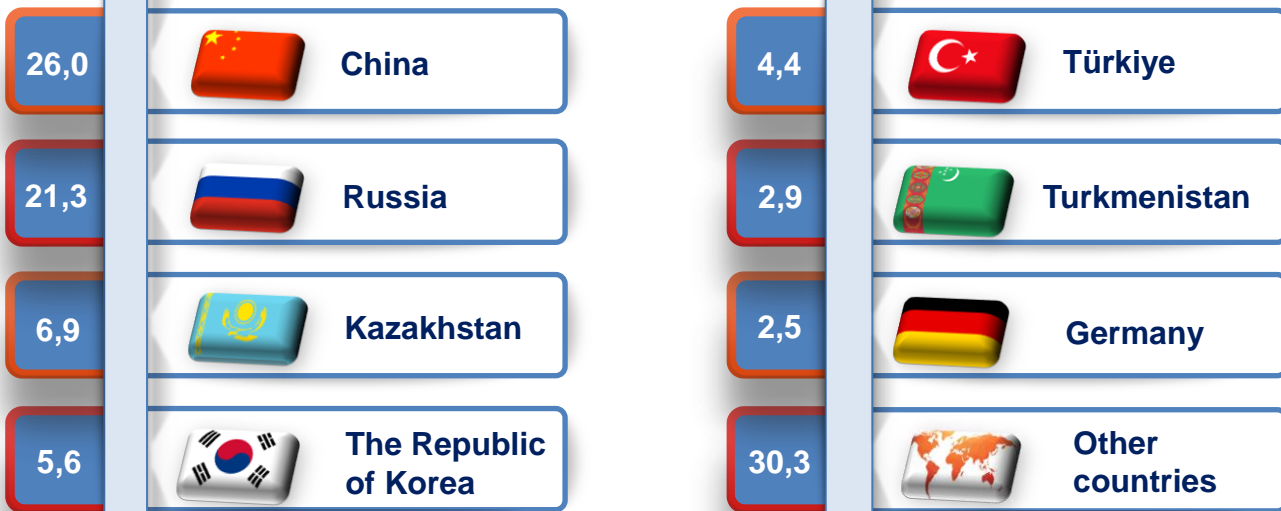 26,0 China
21,3 Russia
6,9 Kazakhstan
5,6 The Republic
of Korea
4,4 Türkiye
2,9 Turkmenistan
2,5 Germany
30,3 Other
countries